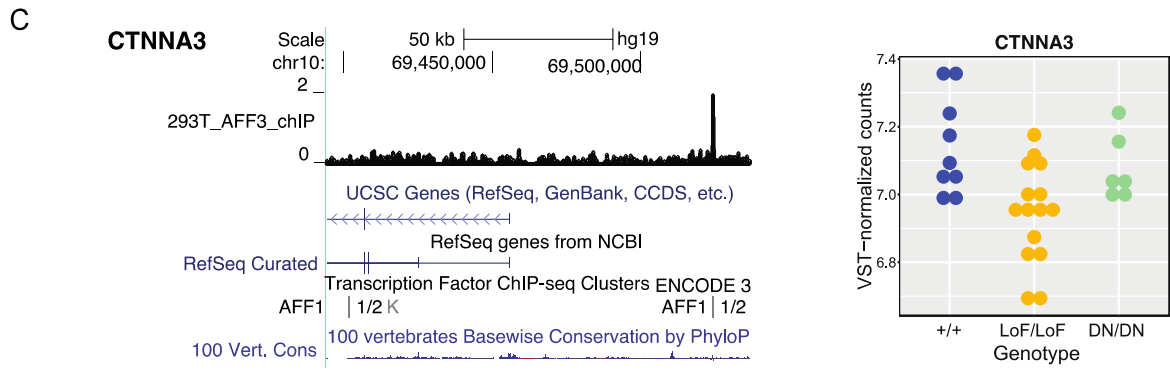 C
CTNNA3
Scale 50 kb hg19
chr10: 69,450,000 69,500,000
2
293T_AFF3_chIP
0
UCSC Genes (RefSeq, GenBank, CCDS, etc.)
RefSeq genes from NCBI
RefSeq Curated
Transcription Factor ChIP-seq Clusters ENCODE 3
AFF1 1/2 K AFF1 1/2
100 vertebrates Basewise Conservation by PhyloP
100 Vert. Cons
CTNNA3
7.4
7.2
7.0
6.8
VST-normalized counts
+/+ LoF/LoF DN/DN
Genotype